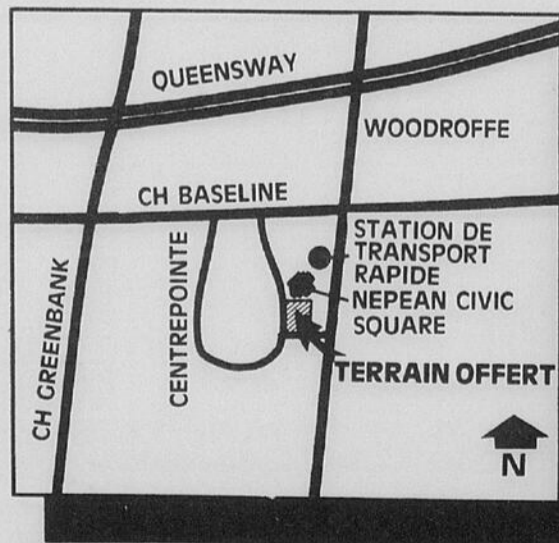 QUEENSWAY
WOODROFFE
CH BASELINE
CENTREPOINTE
STATION DE
TRANSPORT
RAPIDE
NEPEAN CIVIC
SQUARE
CH GREENBANK
TERRAIN OFFERT
N